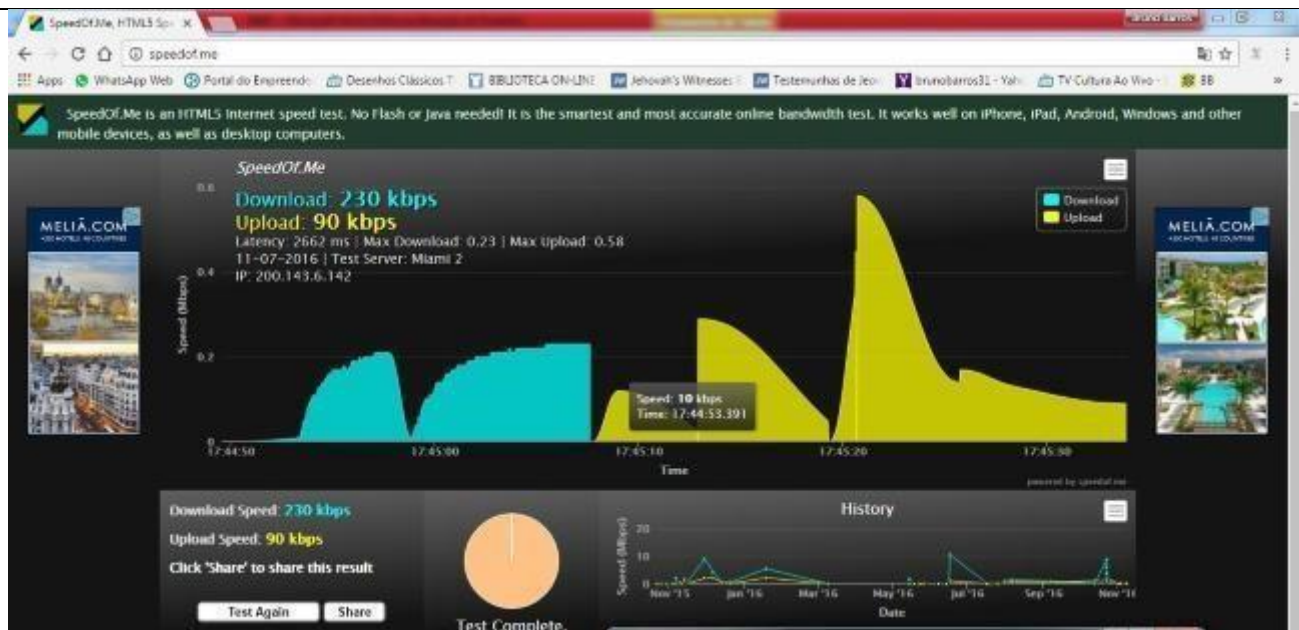 SpeedOf.Me, HTML5 Sp
speedof.me
Apps
WhatsApp Web
Portal do Empreende
Desenhos Clássicos T
BIBLIOTECA ON-LINE
Jehovah's Witnesses
Testemunhas de Jeo
brunobarros31 - Yah
TV Cultura Ao Vivo -
BB
»
SpeedOf.Me is an HTML5 Internet speed test. No Flash or Java needed! It is the smartest and most accurate online bandwidth test. It works well on iPhone, iPad, Android, Windows and other
mobile devices, as well as desktop computers.
SpeedOf.Me
Download: 230 kbps
Upload: 90 kbps
Latency: 2662 ms | Max Download: 0.23 | Max Upload: 0.58
11-07-2016 | Test Server: Miami 2
IP: 200.143.6.142
Download
Upload
MELIÃ.COM
MELIÃ.COM
Speed (Mbps)
0.6
0.4
0.2
0
Speed: 10 kbps
Time: 17:44:53.391
17:44:50
17:45:00
17:45:10
17:45:20
17:45:30
Time
powered by speedof.me
Download Speed: 230 kbps
Upload Speed: 90 kbps
Click 'Share' to share this result
Test Again
Share
Test Complete.
History
Speed (Mbps)
20
10
0
Nov '15
Jan '16
Mar '16
May '16
Jul '16
Sep '16
Nov '16
Date